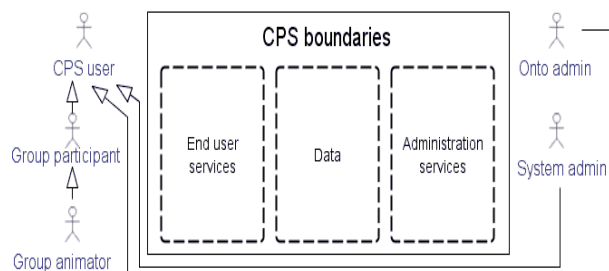 CPS boundaries
CPS user
Onto admin
Group participant
End user
services
Data
Administration
services
System admin
Group animator